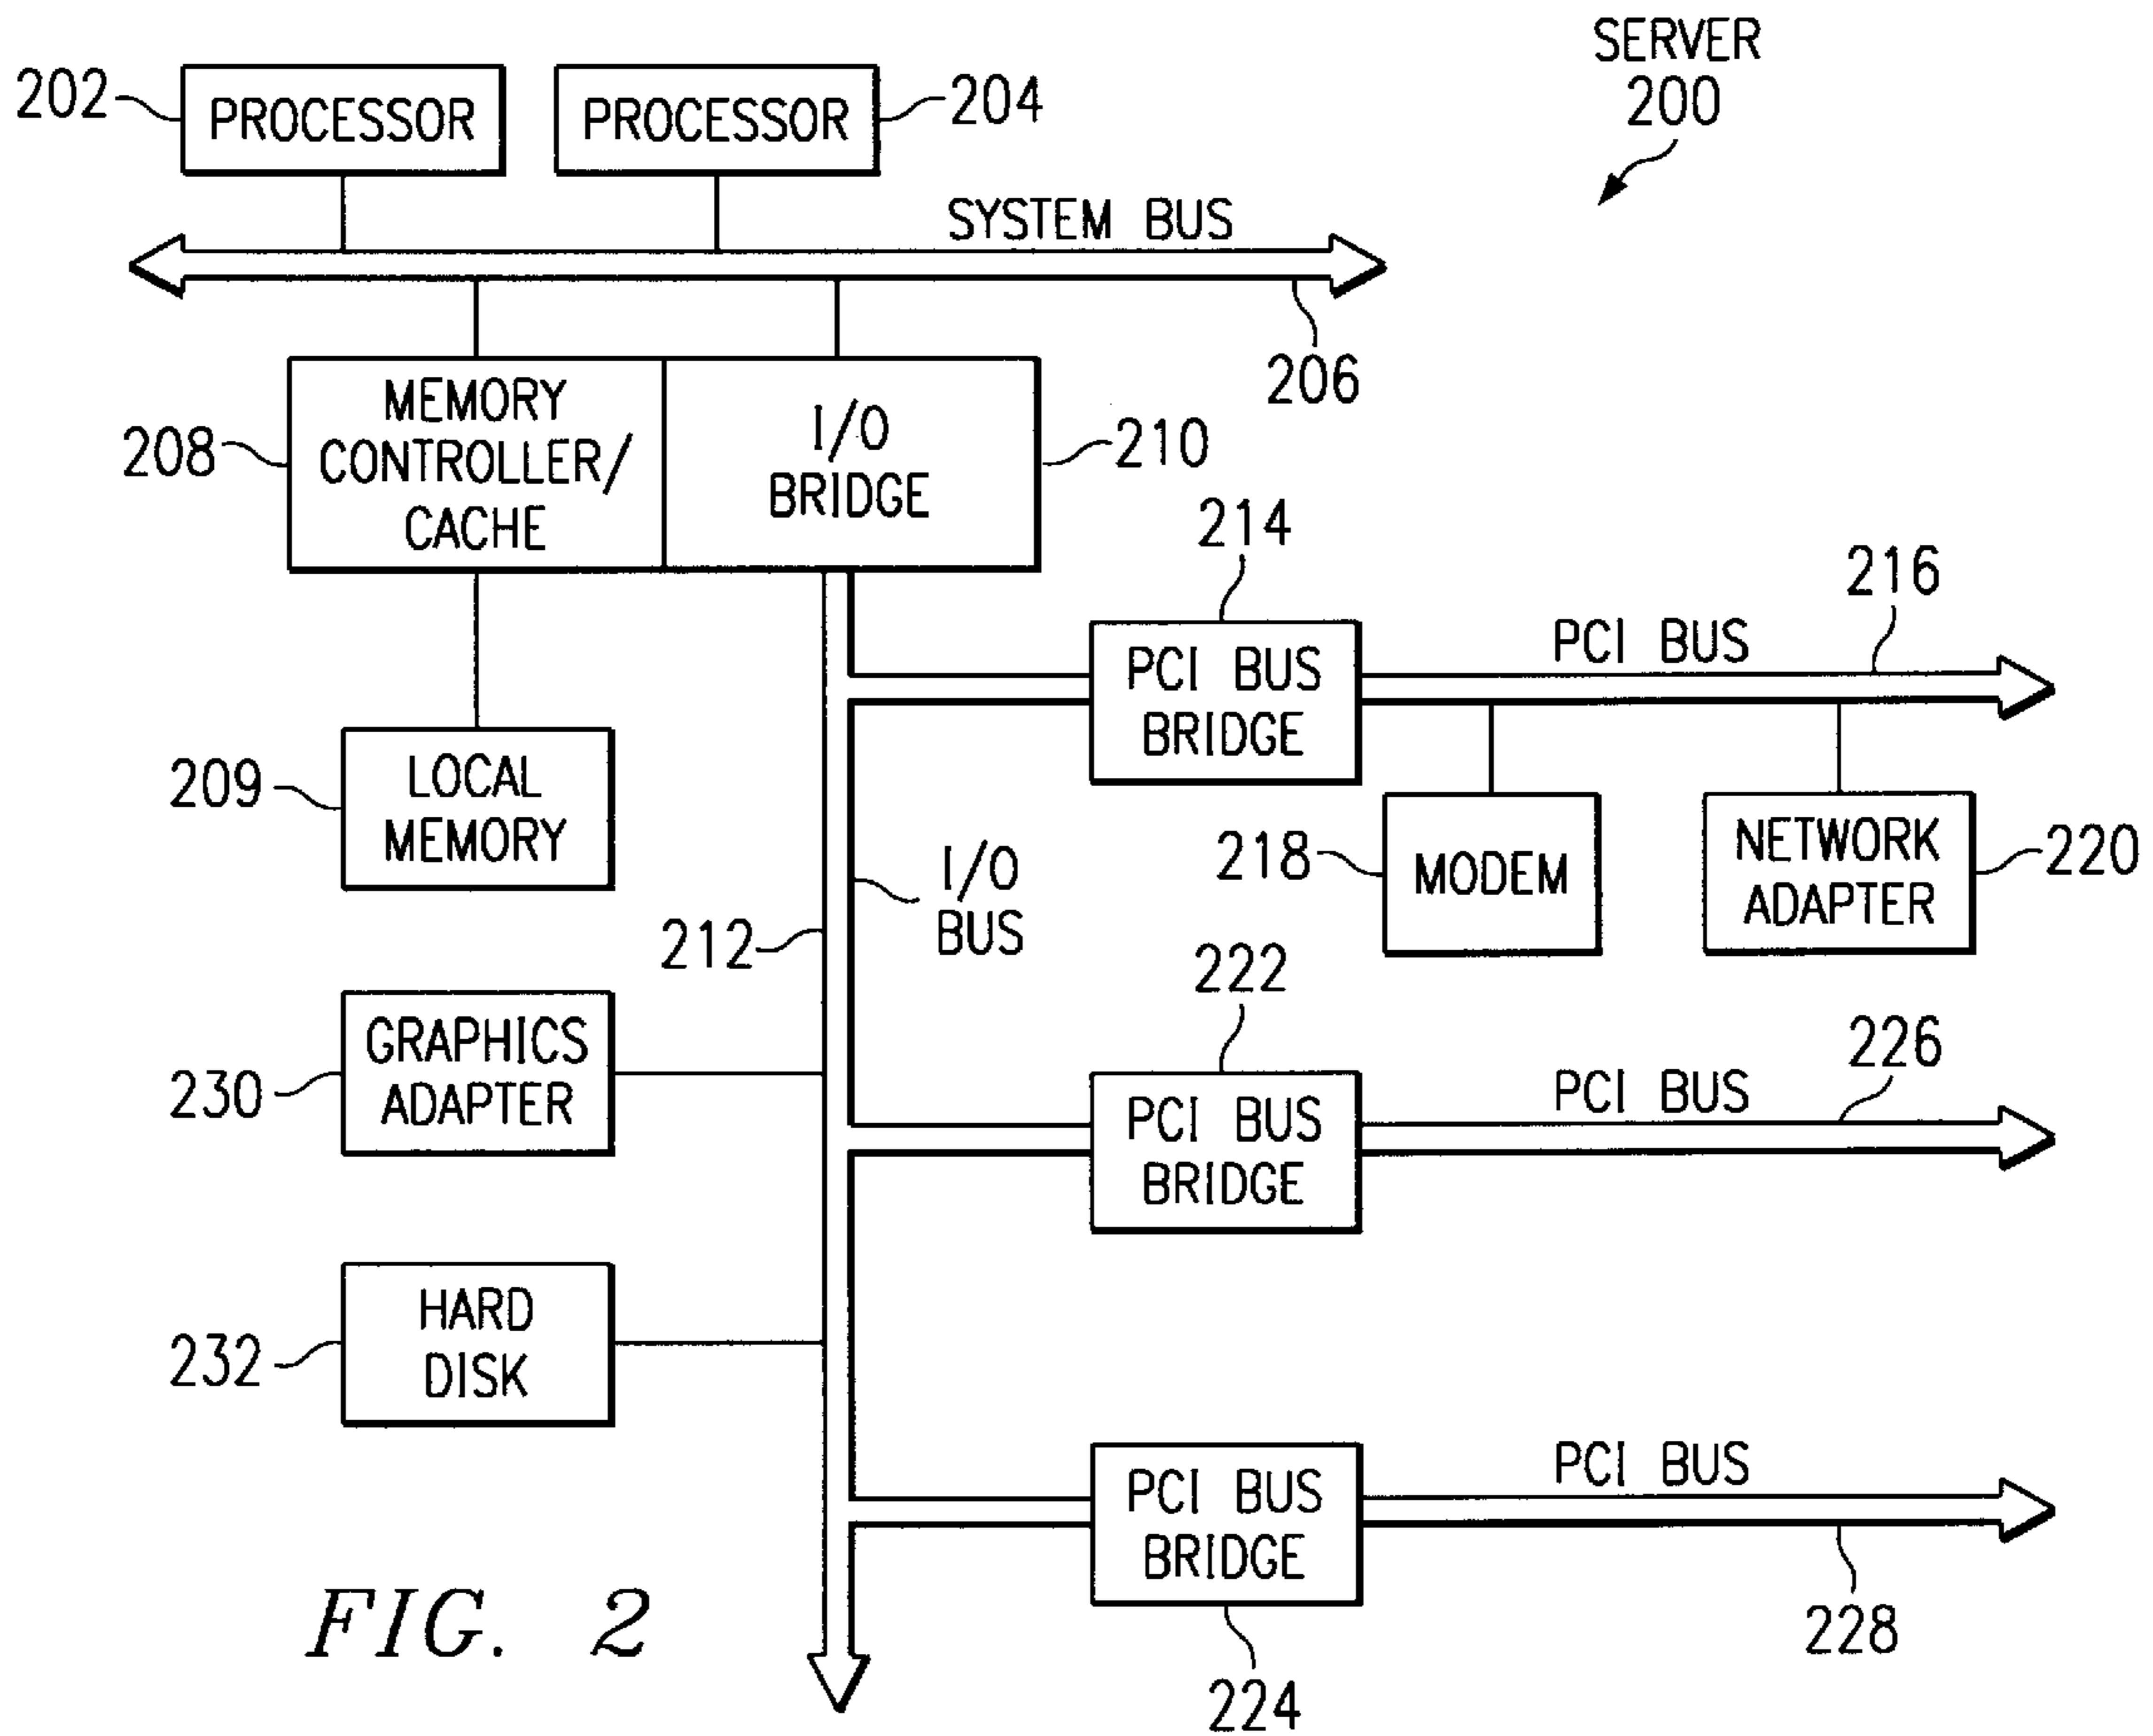 SERVER
200
202
PROCESSOR
PROCESSOR
204
SYSTEM BUS
206
208
MEMORY
CONTROLLER/
CACHE
I/O
BRIDGE
210
214
PCI BUS
BRIDGE
PCI BUS
216
209
LOCAL
MEMORY
218
MODEM
NETWORK
ADAPTER
220
I/O
BUS
212
222
PCI BUS
BRIDGE
PCI BUS
226
230
GRAPHICS
ADAPTER
232
HARD
DISK
PCI BUS
BRIDGE
PCI BUS
228
224
FIG. 2